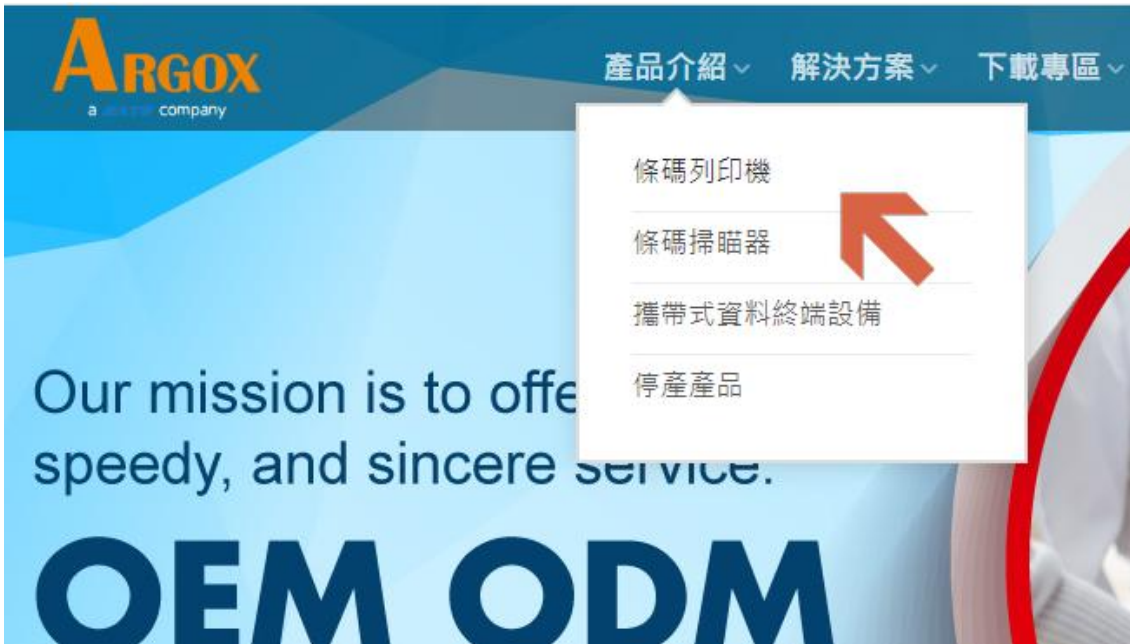 ARGOX
a company
產品介紹 解決方案 下載專區
條碼列印機
條碼掃瞄器
攜帶式資料終端設備
停產產品
Our mission is to offe
speedy, and sincere service.
OEM ODM